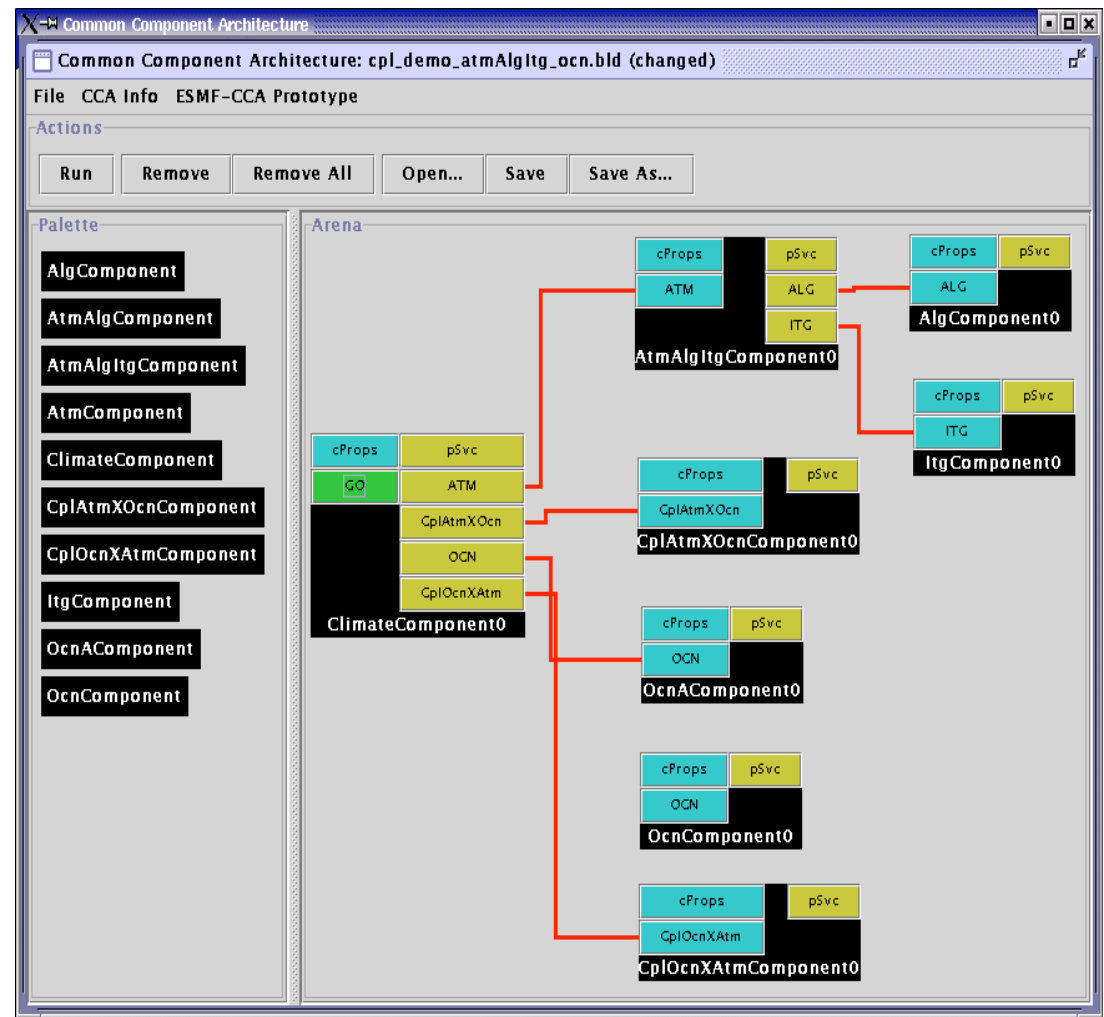 Common Component Architecture
Common Component Architecture: cpl_demo_atmAlgItg_ocn.bld (changed)
File CCA Info ESMF-CCA Prototype
Actions
Run Remove Remove All Open... Save Save As...
Palette
AlgComponent
AtmAlgComponent
AtmAlgItgComponent
AtmComponent
ClimateComponent
CplAtmXOcnComponent
CplOcnXAtmComponent
ItgComponent
OcnAComponent
OcnComponent
Arena
cProps pSvc
GO ATM
CplAtmXOcn
OCN
CplOcnXAtm
ClimateComponent0
cProps pSvc
ATM ALG
ITG
AtmAlgItgComponent0
cProps pSvc
ALG
AlgComponent0
cProps pSvc
ITG
ItgComponent0
cProps pSvc
CplAtmXOcn
CplAtmXOcnComponent0
cProps pSvc
OCN
OcnAComponent0
cProps pSvc
OCN
OcnComponent0
cProps pSvc
CplOcnXAtm
CplOcnXAtmComponent0